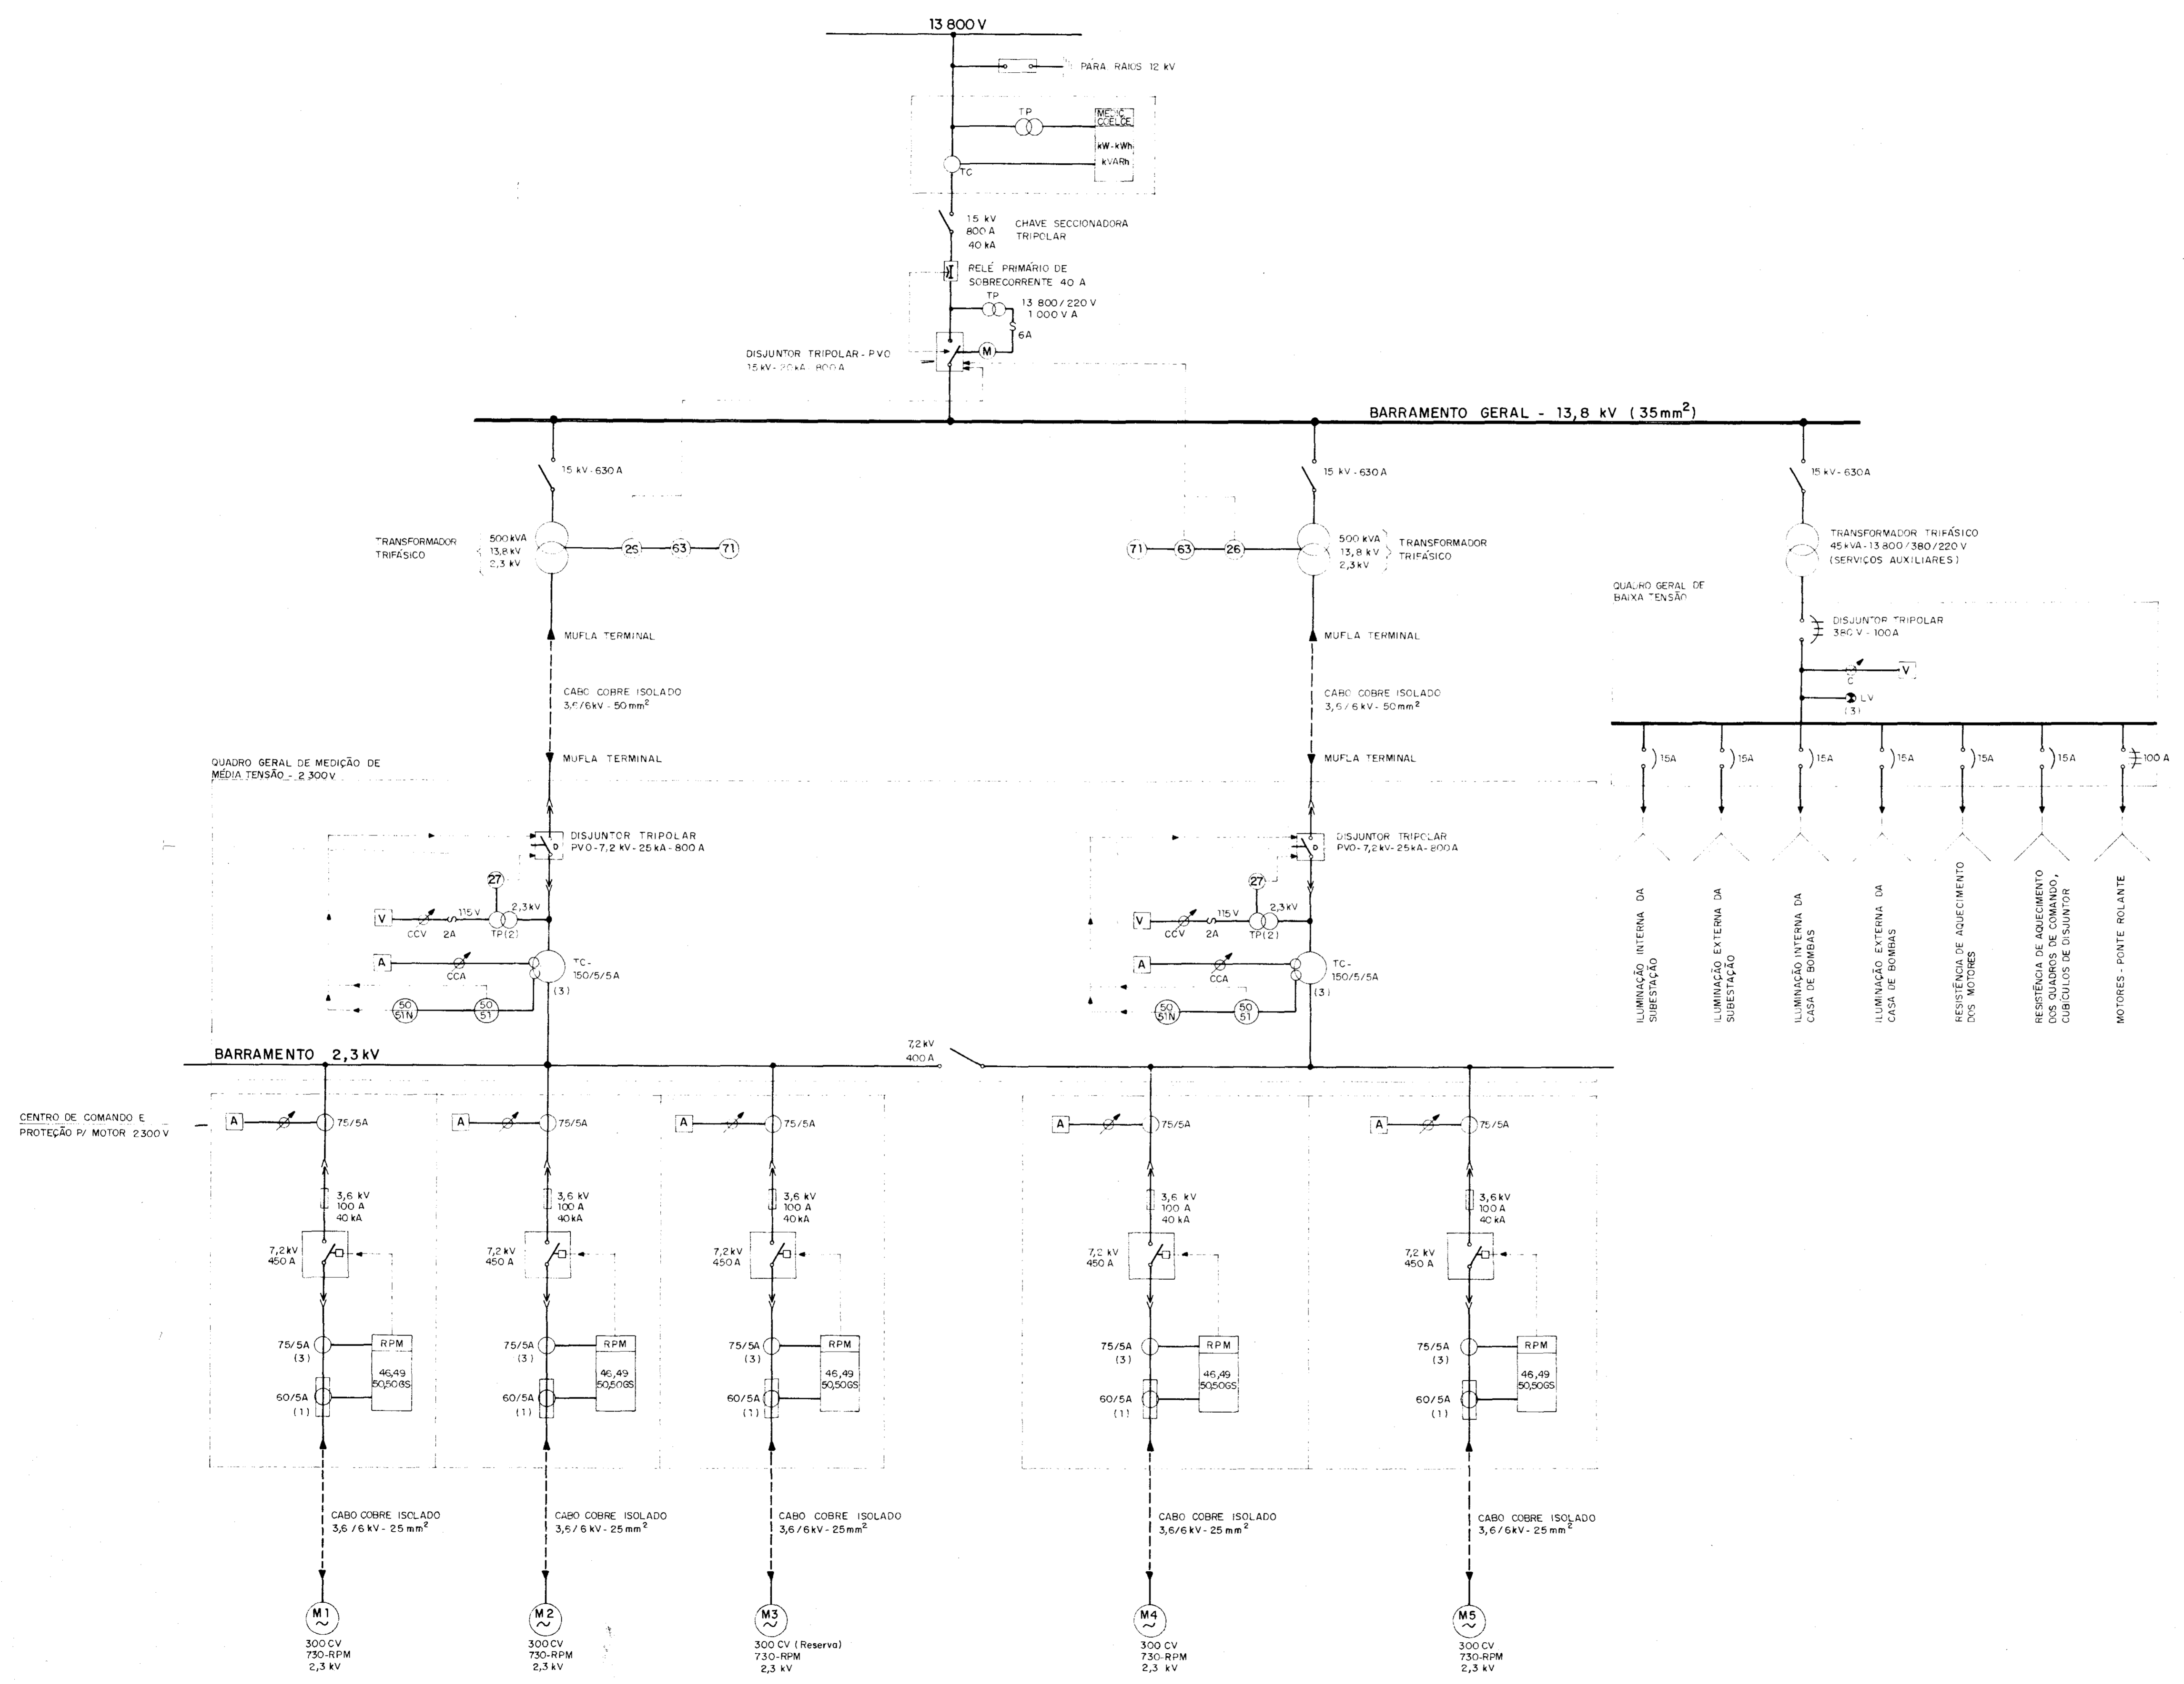 13 800 V
PÁRA RAIOS 12 kV
TP
MEDIÇ.
COELCE
kW-kWh
kVARh
TC
15 kV
800 A
40 kA
CHAVE SECCIONADORA
TRIPOLAR
RELÉ PRIMÁRIO DE
SOBRECORRENTE 40 A
TP
13 800/220 V
1 000 V A
6A
M
DISJUNTOR TRIPOLAR - PVO
15 kV - 20 kA - 800 A
BARRAMENTO GERAL - 13,8 kV (35mm²)
15 kV - 630 A
15 kV - 630 A
15 kV - 630 A
TRANSFORMADOR
TRIFÁSICO
500 kVA
13,8 kV
2,3 kV
26
63
71
71
63
26
500 kVA
13,8 kV
2,3 kV
TRANSFORMADOR
TRIFÁSICO
TRANSFORMADOR TRIFÁSICO
45 kVA - 13 800/380/220 V
(SERVIÇOS AUXILIARES)
QUADRO GERAL DE
BAIXA TENSÃO
MUFLA TERMINAL
MUFLA TERMINAL
DISJUNTOR TRIPOLAR
380 V - 100 A
V
C
LV
(3)
CABO COBRE ISOLADO
3,6/6 kV - 50 mm²
CABO COBRE ISOLADO
3,6/6 kV - 50 mm²
MUFLA TERMINAL
MUFLA TERMINAL
15A
15A
15A
15A
15A
15A
100 A
QUADRO GERAL DE MEDIÇÃO DE
MÉDIA TENSÃO - 2 300 V
DISJUNTOR TRIPOLAR
PVO - 7,2 kV - 25 kA - 800 A
D
27
2,3 kV
V
CCV
115 V
2A
TP(2)
A
CCA
TC-
150/5/5A
(3)
50
51N
50
51
DISJUNTOR TRIPOLAR
PVO - 7,2 kV - 25 kA - 800 A
D
27
2,3 kV
V
CCV
115 V
2A
TP(2)
A
CCA
TC-
150/5/5A
(3)
50
51N
50
51
ILUMINAÇÃO INTERNA DA
SUBESTAÇÃO
ILUMINAÇÃO EXTERNA DA
SUBESTAÇÃO
ILUMINAÇÃO INTERNA DA
CASA DE BOMBAS
ILUMINAÇÃO EXTERNA DA
CASA DE BOMBAS
RESISTÊNCIA DE AQUECIMENTO
DOS MOTORES
RESISTÊNCIA DE AQUECIMENTO
DOS QUADROS DE COMANDO,
CUBÍCULOS DE DISJUNTOR
MOTORES - PONTE ROLANTE
BARRAMENTO 2,3 kV
7,2 kV
400 A
CENTRO DE COMANDO E
PROTEÇÃO P/ MOTOR 2300 V
A
75/5A
A
75/5A
A
75/5A
A
75/5A
A
75/5A
3,6 kV
100 A
40 kA
3,6 kV
100 A
40 kA
3,6 kV
100 A
40 kA
3,6 kV
100 A
40 kA
3,6 kV
100 A
40 kA
7,2 kV
450 A
7,2 kV
450 A
7,2 kV
450 A
7,2 kV
450 A
7,2 kV
450 A
75/5A
(3)
RPM
46,49
50,50GS
60/5A
(1)
75/5A
(3)
RPM
46,49
50,50GS
60/5A
(1)
75/5A
(3)
RPM
46,49
50,50GS
60/5A
(1)
75/5A
(3)
RPM
46,49
50,50GS
60/5A
(1)
75/5A
(3)
RPM
46,49
50,50GS
60/5A
(1)
CABO COBRE ISOLADO
3,6/6 kV - 25 mm²
CABO COBRE ISOLADO
3,6/6 kV - 25 mm²
CABO COBRE ISOLADO
3,6/6 kV - 25 mm²
CABO COBRE ISOLADO
3,6/6 kV - 25 mm²
CABO COBRE ISOLADO
3,6/6 kV - 25 mm²
M1
300 CV
730-RPM
2,3 kV
M2
300 CV
730-RPM
2,3 kV
M3
300 CV (Reserva)
730-RPM
2,3 kV
M4
300 CV
730-RPM
2,3 kV
M5
300 CV
730-RPM
2,3 kV